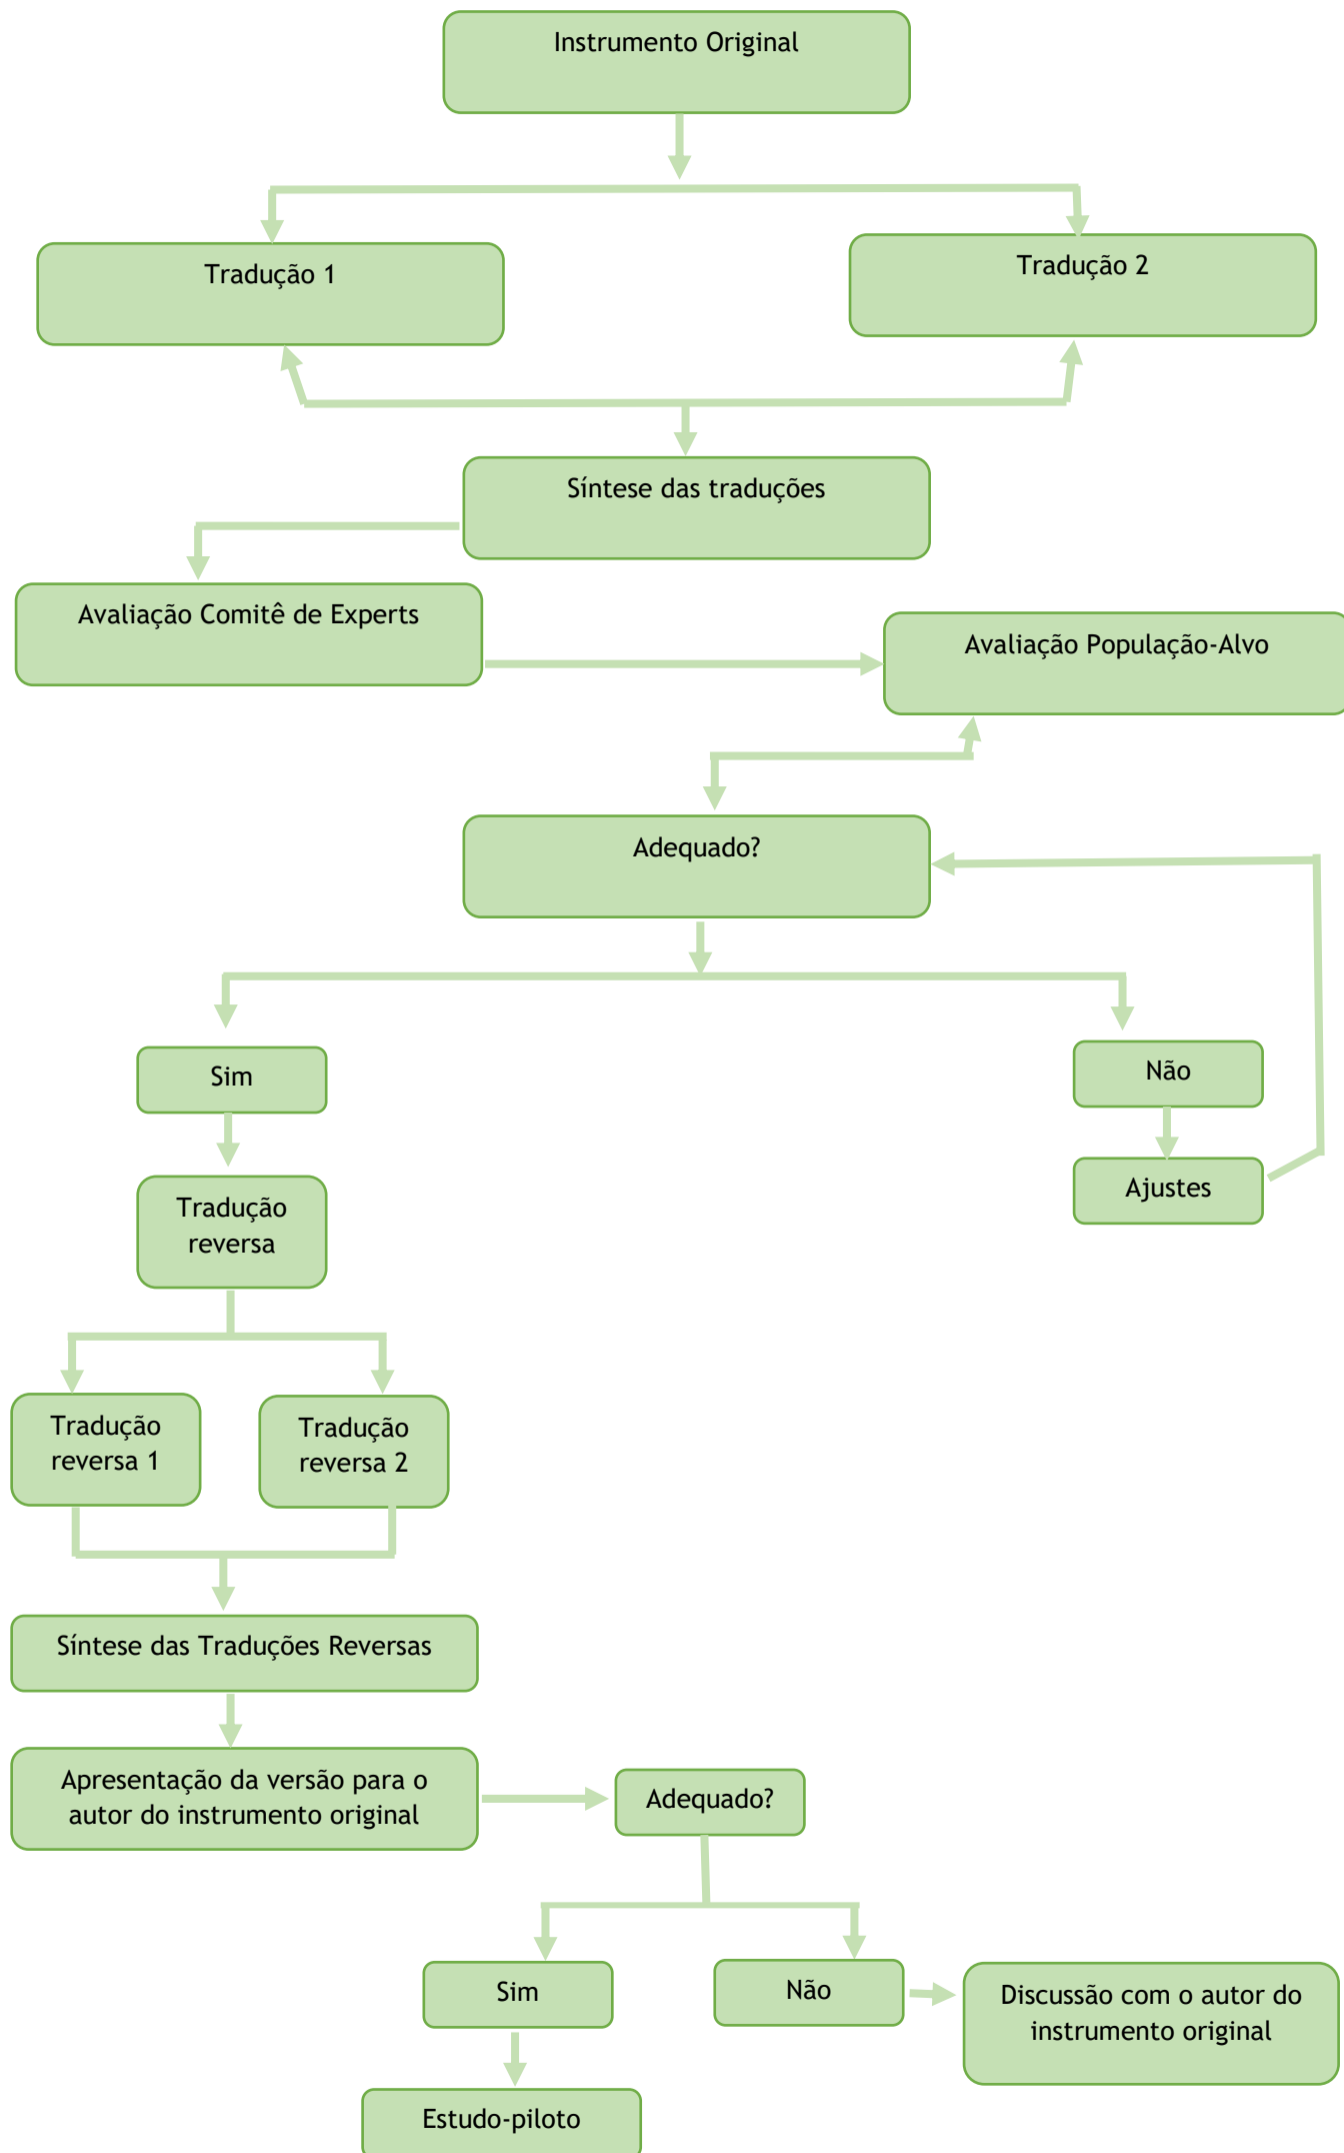 Instrumento Original
Tradução 1
Tradução 2
Síntese das traduções
Avaliação Comitê de Experts
Avaliação População-Alvo
Adequado?
Sim
Não
Ajustes
Tradução
reversa
Tradução
reversa 1
Tradução
reversa 2
Síntese das Traduções Reversas
Apresentação da versão para o
autor do instrumento original
Adequado?
Sim
Não
Discussão com o autor do
instrumento original
Estudo-piloto